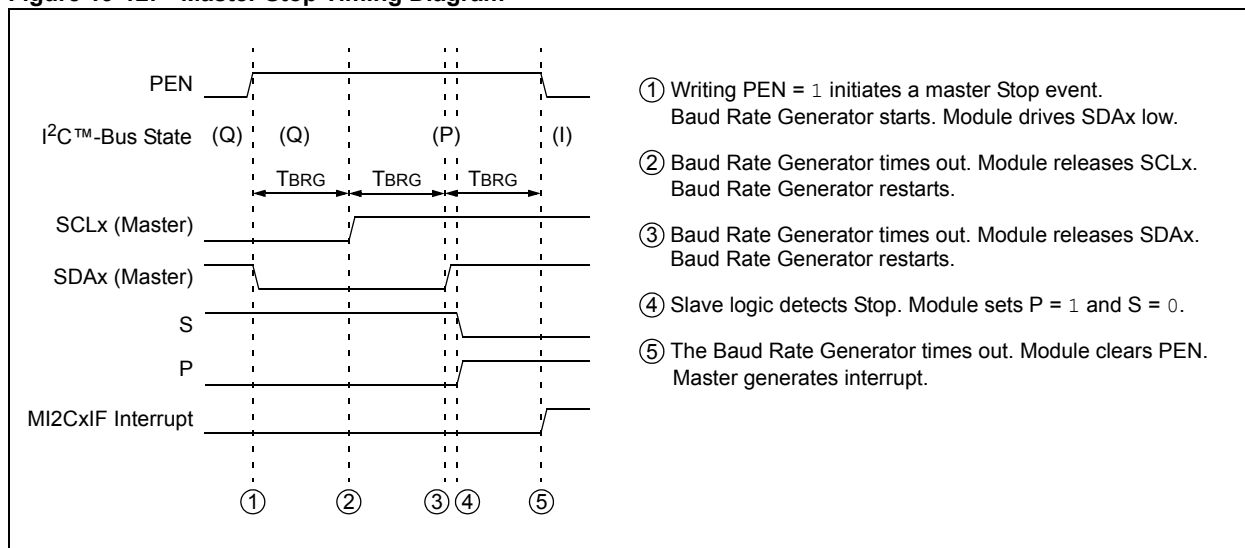 Figure Master Stop Timing Diagram
PEN
I²C™-Bus State (Q) (Q) (P) (I)
TBRG TBRG TBRG
SCLx (Master)
SDAx (Master)
S
P
MI2CxIF Interrupt
① ② ③ ④ ⑤
① Writing PEN = 1 initiates a master Stop event.
Baud Rate Generator starts. Module drives SDAx low.
② Baud Rate Generator times out. Module releases SCLx.
Baud Rate Generator restarts.
③ Baud Rate Generator times out. Module releases SDAx.
Baud Rate Generator restarts.
④ Slave logic detects Stop. Module sets P = 1 and S = 0.
⑤ The Baud Rate Generator times out. Module clears PEN.
Master generates interrupt.